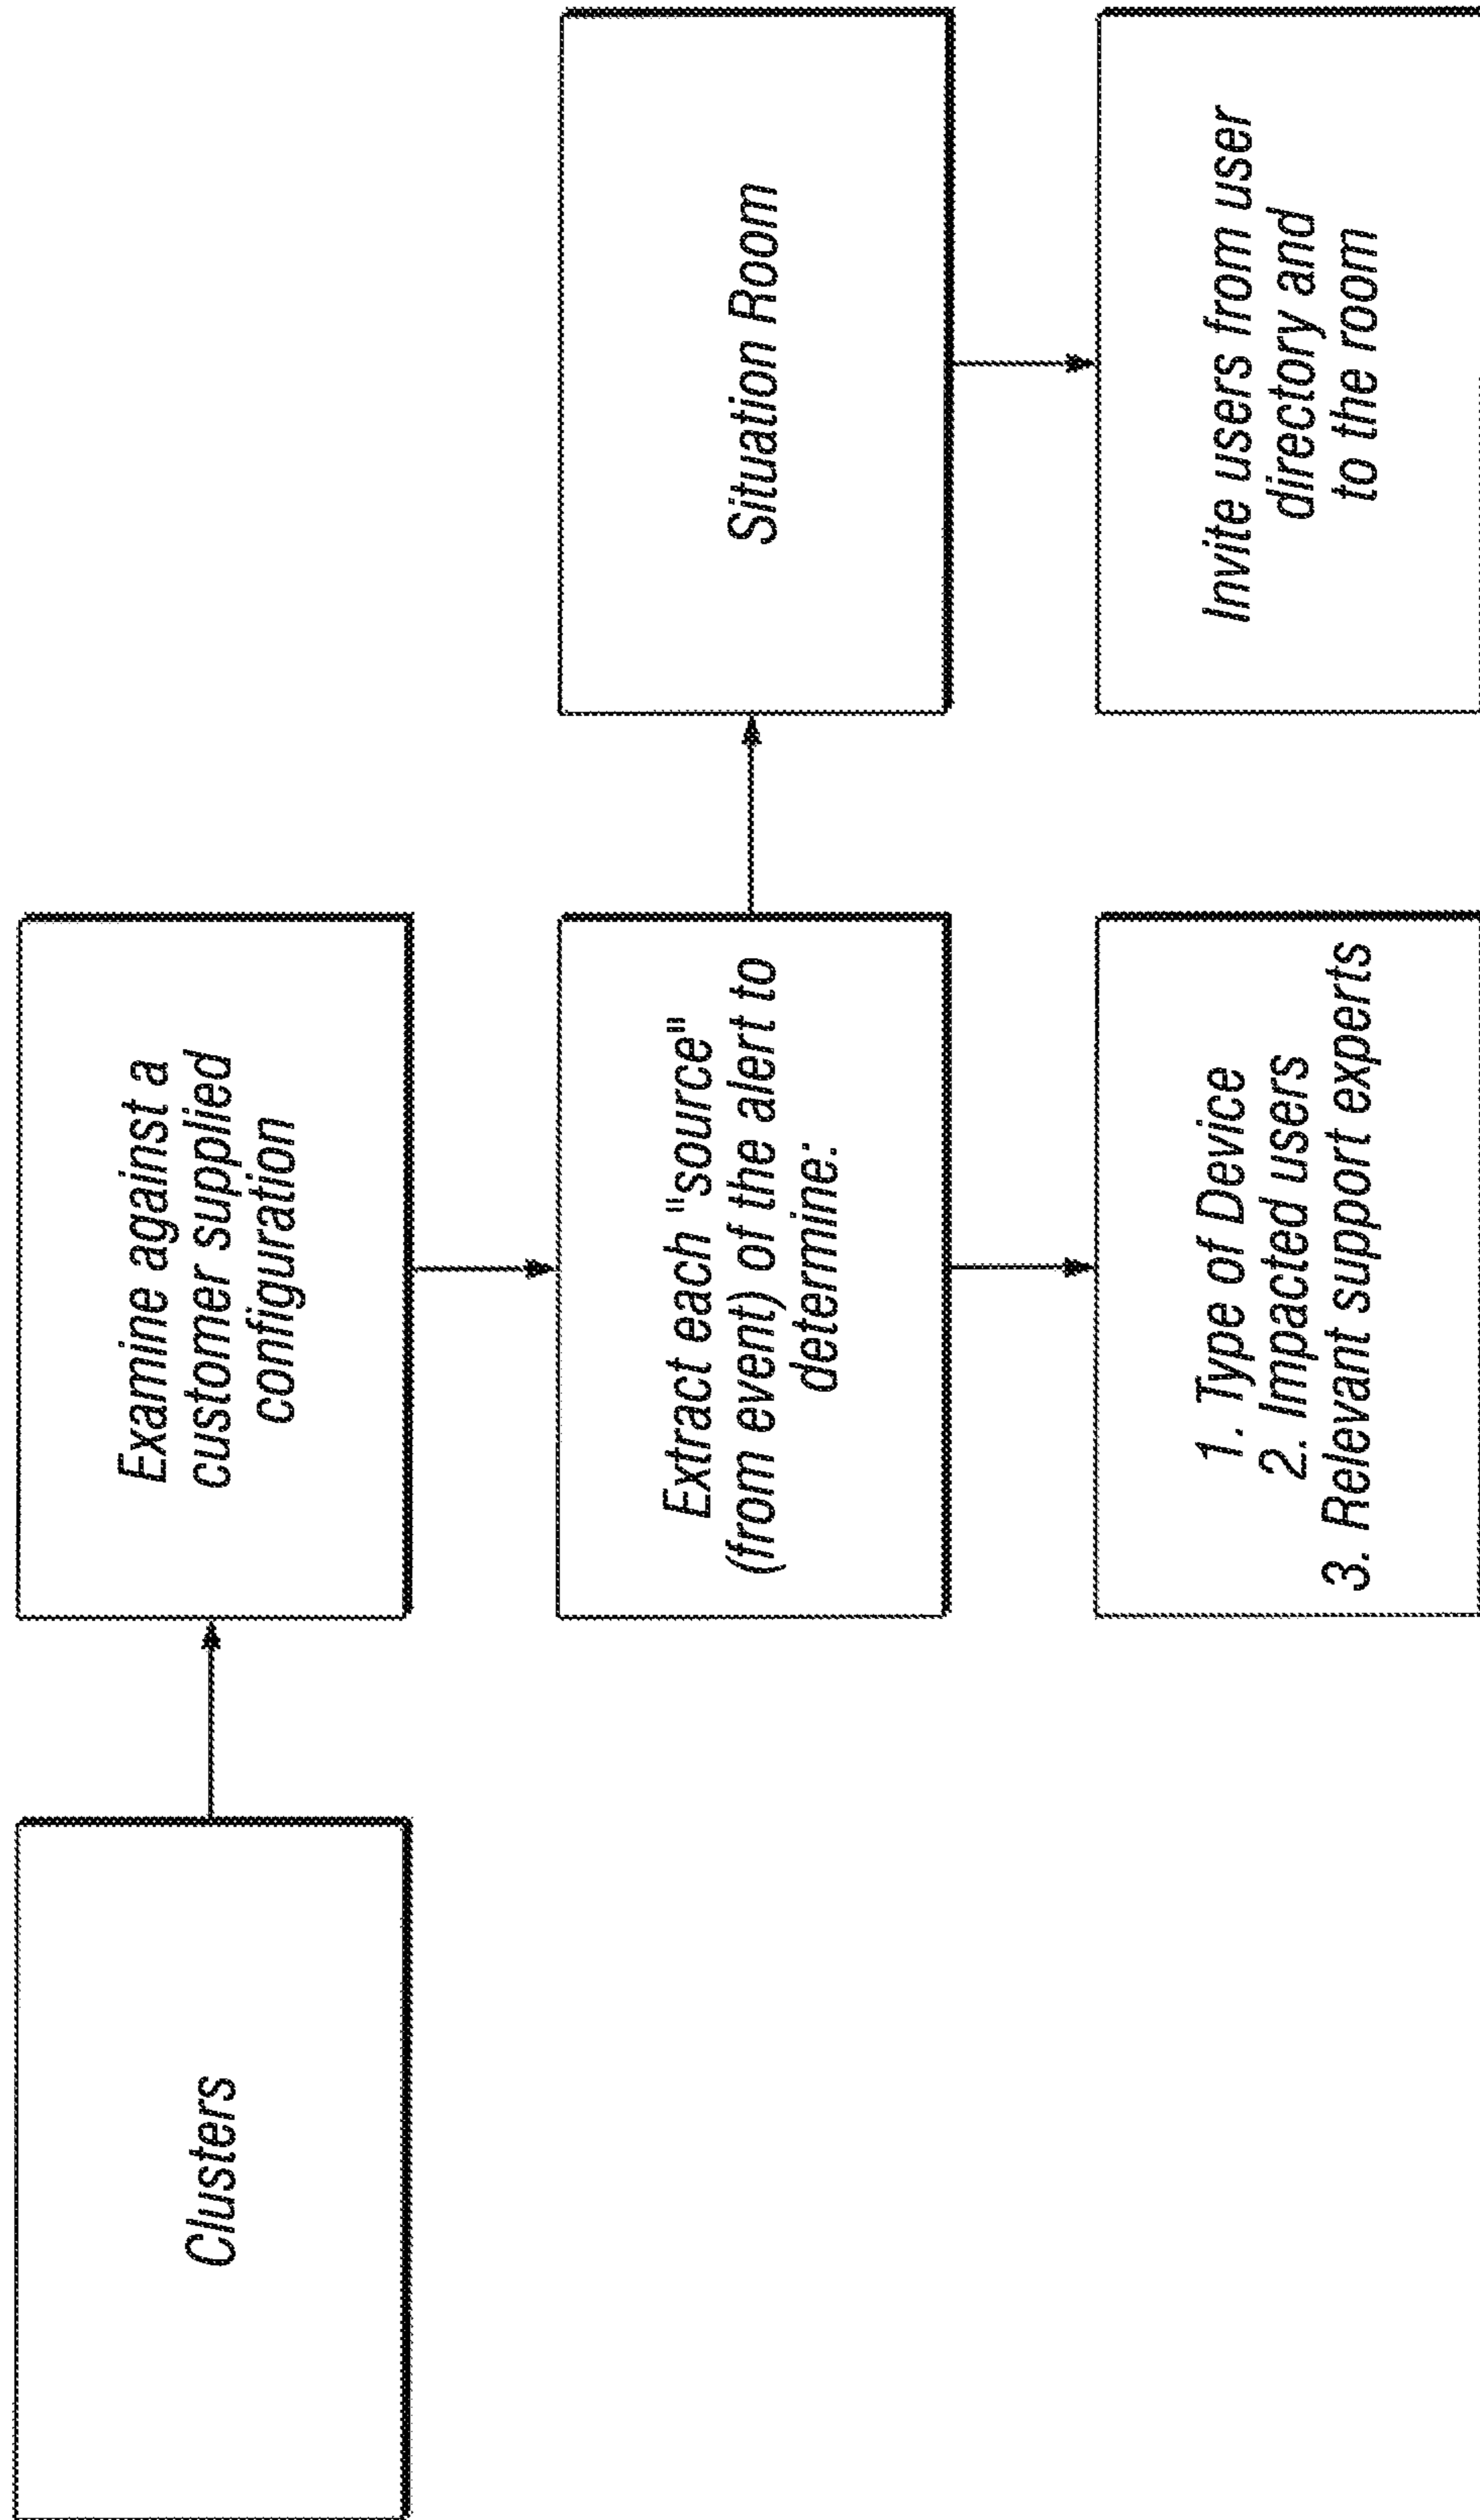 Clusters
Examine against a
customer supplied
configuration
Extract each "source"
(from event) of the alert to
determine:
Situation Room
1. Type of Device
2. Impacted users
3. Relevant support experts
Invite users from user
directory and
to the room